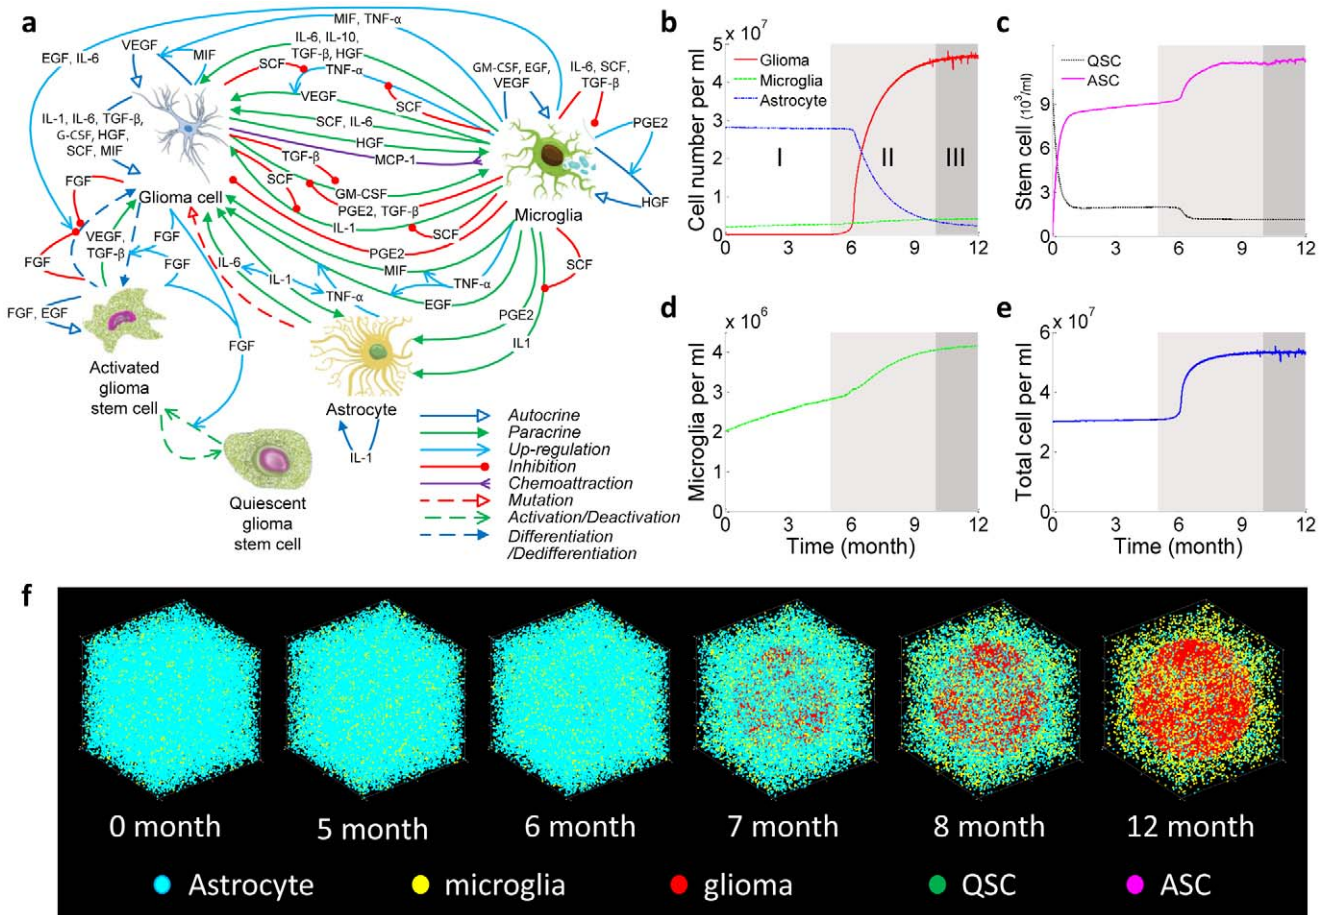 a
MIF, TNF-α
EGF, IL-6
VEGF
MIF
IL-6, IL-10,
TGF-β, HGF
SCF
TNF-α
VEGF
SCF
SCF, IL-6
HGF
MCP-1
TGF-β
SCF
GM-CSF
PGE2, TGF-β
IL-1
SCF
PGE2
MIF
TNF-α
EGF
GM-CSF, EGF,
VEGF
IL-6, SCF,
TGF-β
PGE2
HGF
Microglia
SCF
PGE2
IL1
IL-1, IL-6, TGF-β,
G-CSF, HGF,
SCF, MIF
FGF
Glioma cell
VEGF,
TGF-β
FGF
FGF
FGF
IL-6
IL-1
TNF-α
FGF, EGF
FGF
Activated
glioma
stem cell
Astrocyte
IL-1
Quiescent
glioma
stem cell
Autocrine
Paracrine
Up-regulation
Inhibition
Chemoattraction
Mutation
Activation/Deactivation
Differentiation
/Dedifferentiation
b
x 10⁷
Cell number per ml
5
4
3
2
1
0
Glioma
Microglia
Astrocyte
I
II
III
0 3 6 9 12
c
Stem cell (10³/ml)
9
6
3
0
QSC
ASC
0 3 6 9 12
d
x 10⁶
Microglia per ml
4
3
2
1
0
0 3 6 9 12
Time (month)
e
x 10⁷
Total cell per ml
6
4
2
0
0 3 6 9 12
Time (month)
f
0 month 5 month 6 month 7 month 8 month 12 month
Astrocyte microglia glioma QSC ASC